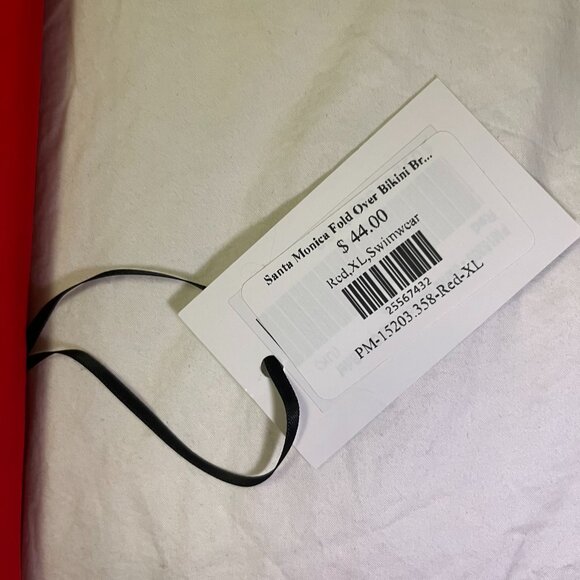 Santa Monica Fold Over Bikini Br...
$ 44.00
Red,XL,Swimwear
25567432
PM-15203.358-Red-XL